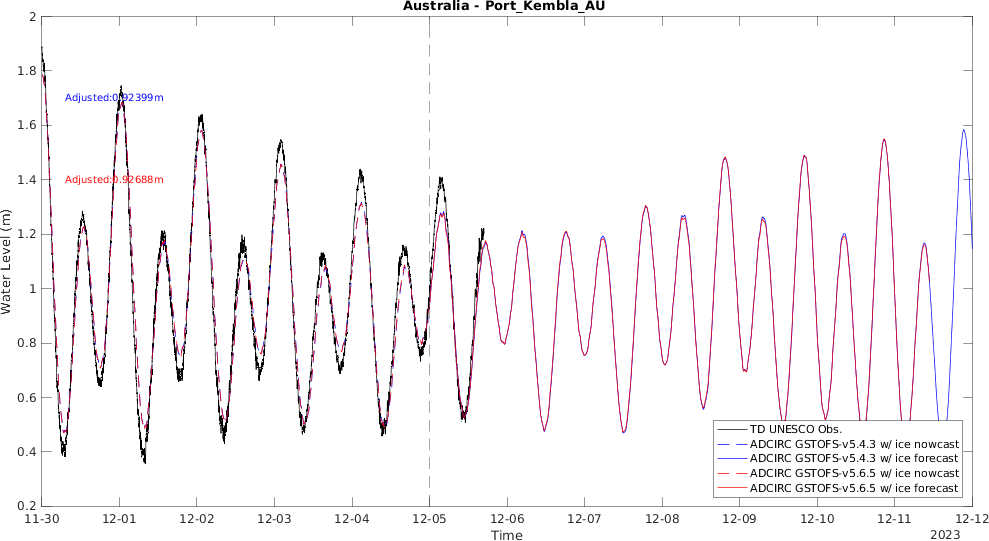 Australia - Port_Kembla_AU
2
1.8
1.6
1.4
1.2
1
0.8
0.6
0.4
0.2
Water Level (m)
Adjusted:0.92399m
Adjusted:0.92688m
TD UNESCO Obs.
ADCIRC GSTOFS-v5.4.3 w/ ice nowcast
ADCIRC GSTOFS-v5.4.3 w/ ice forecast
ADCIRC GSTOFS-v5.6.5 w/ ice nowcast
ADCIRC GSTOFS-v5.6.5 w/ ice forecast
11-30 12-01 12-02 12-03 12-04 12-05 12-06 12-07 12-08 12-09 12-10 12-11 12-12
Time
2023